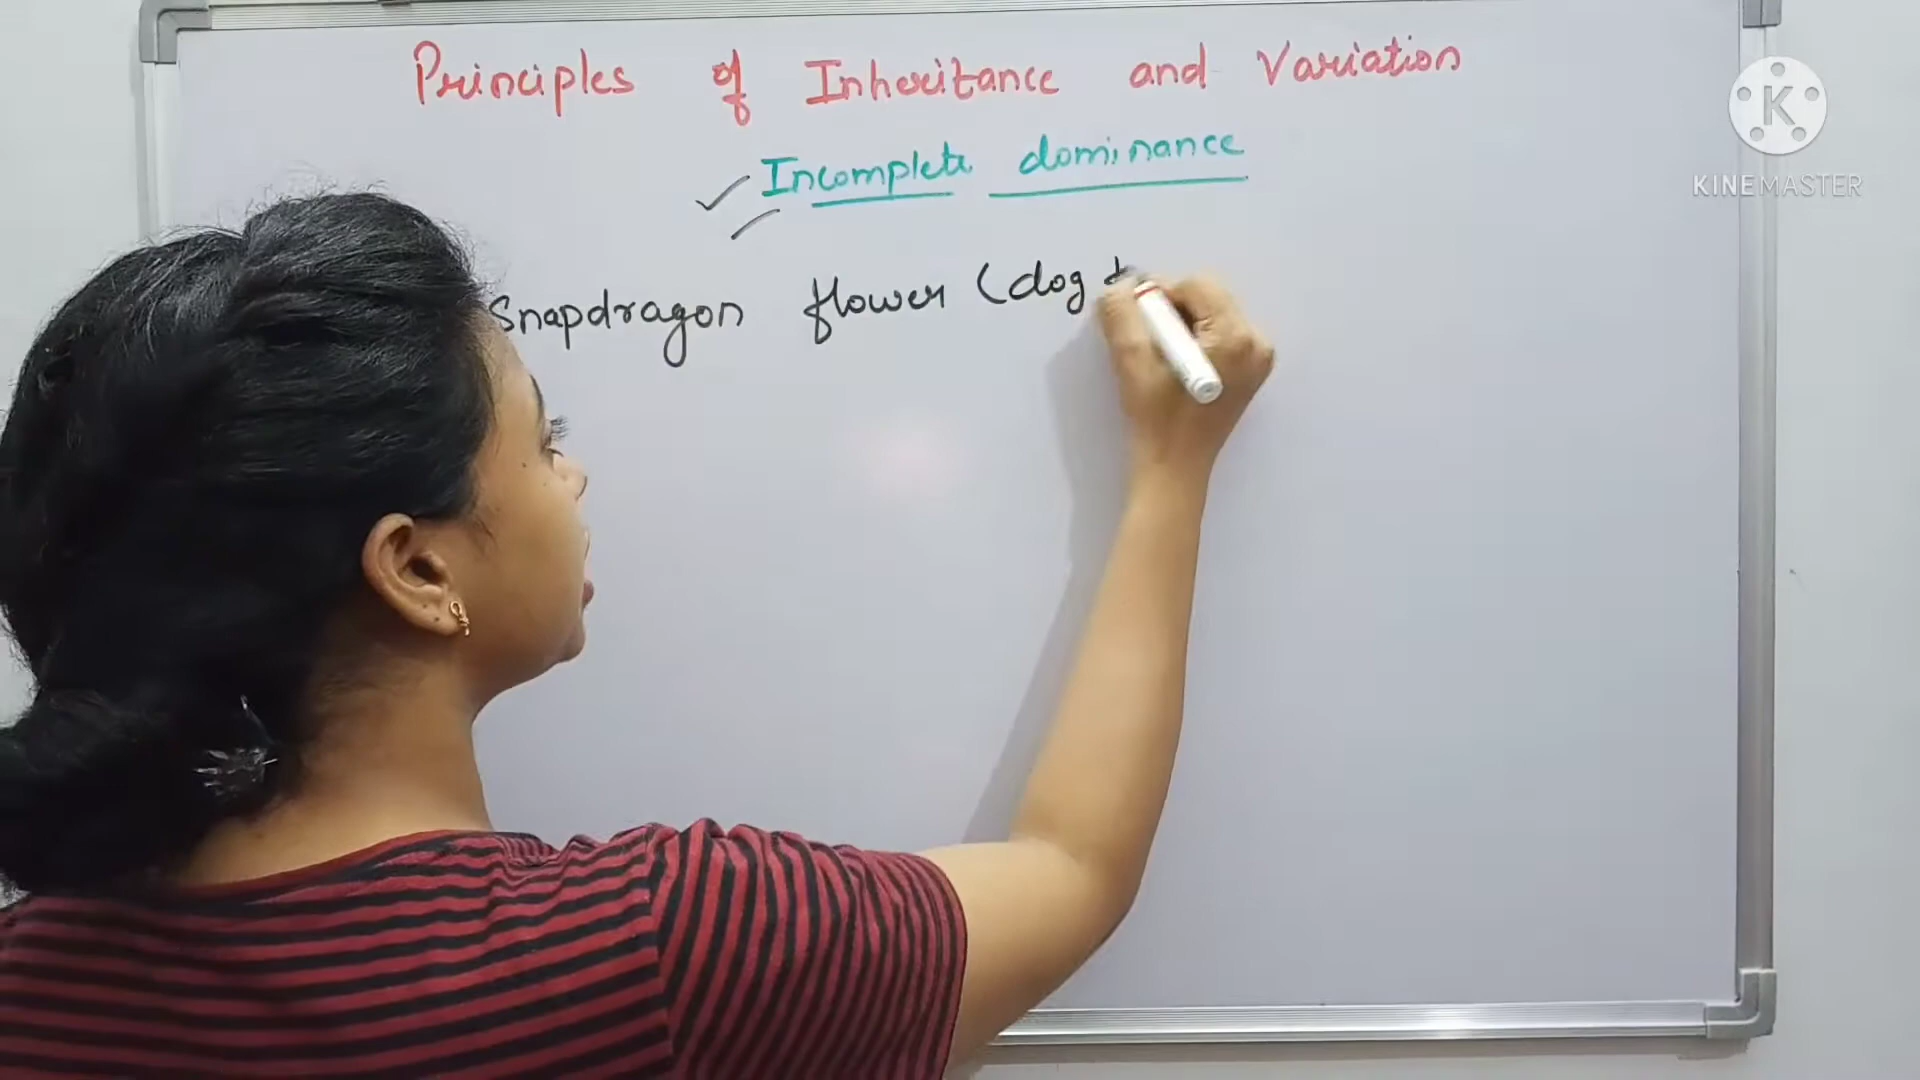 Principles of Inheritance and Variation
Incomplete dominance
Snapdragon flower (dog
K
KINEMASTER